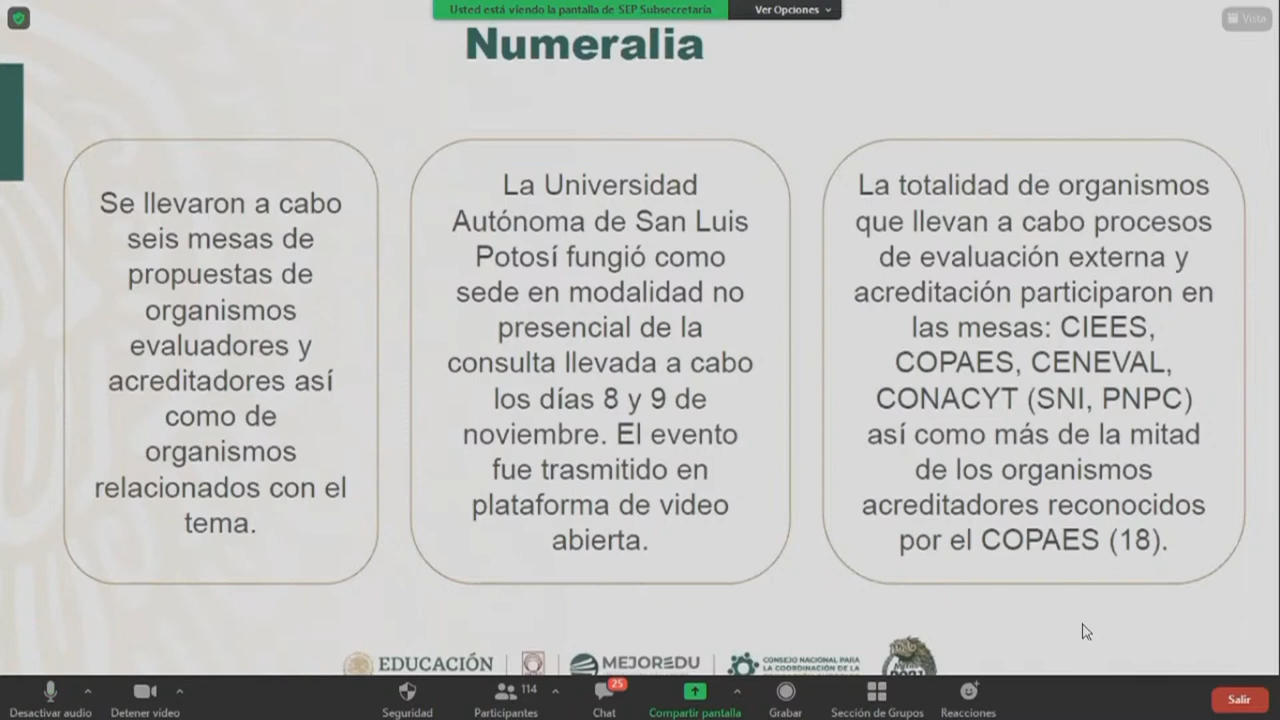 Usted está viendo la pantalla de SEP Subsecretaría
Ver Opciones
Vista
Numeralia
Se llevaron a cabo
seis mesas de
propuestas de
organismos
evaluadores y
acreditadores así
como de
organismos
relacionados con el
tema.
La Universidad
Autónoma de San Luis
Potosí fungió como
sede en modalidad no
presencial de la
consulta llevada a cabo
los días 8 y 9 de
noviembre. El evento
fue trasmitido en
plataforma de video
abierta.
La totalidad de organismos
que llevan a cabo procesos
de evaluación externa y
acreditación participaron en
las mesas: CIEES,
COPAES, CENEVAL,
CONACYT (SNI, PNPC)
así como más de la mitad
de los organismos
acreditadores reconocidos
por el COPAES (18).
EDUCACIÓN
MEJOREDU
CONSEJO NACIONAL PARA
LA COORDINACIÓN DE LA
Desactivar audio
Detener video
Seguridad
114
Participantes
25
Chat
Compartir pantalla
Grabar
Sección de Grupos
Reacciones
Salir